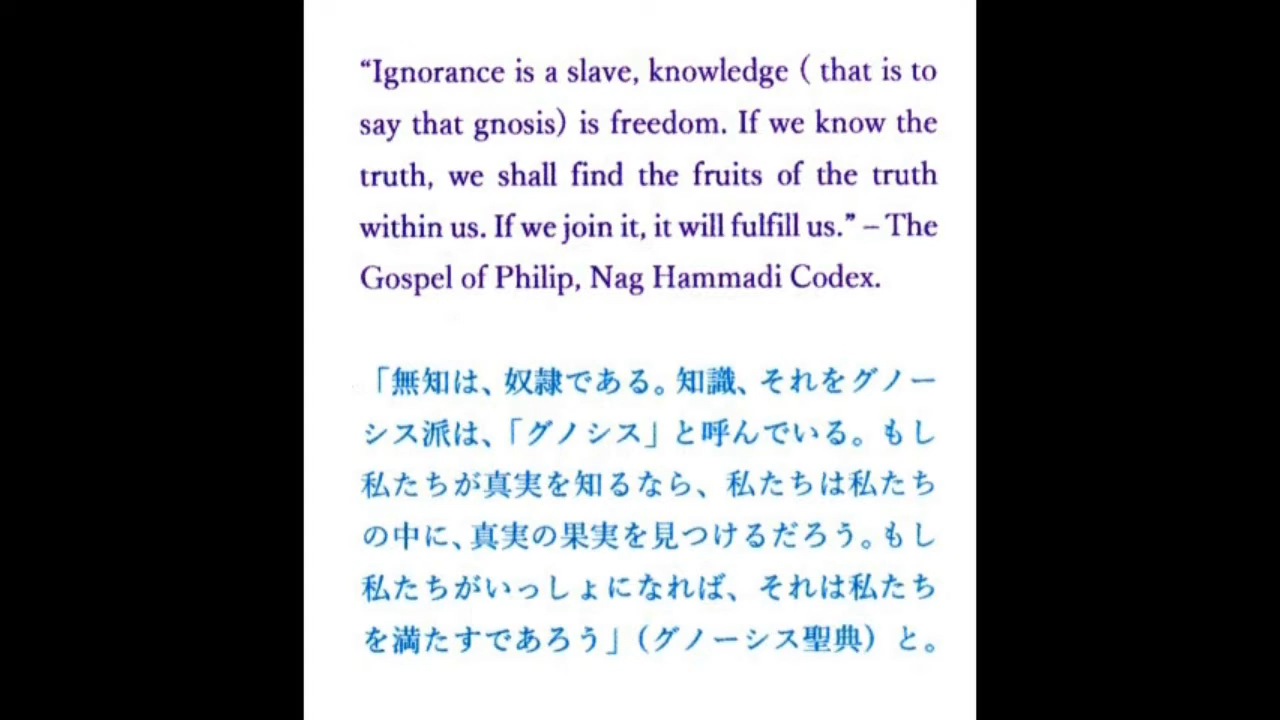 “Ignorance is a slave, knowledge ( that is to
say that gnosis) is freedom. If we know the
truth, we shall find the fruits of the truth
within us. If we join it, it will fulfill us.” – The
Gospel of Philip, Nag Hammadi Codex.
「無知は、奴隷である。知識、それをグノー
シス派は、「グノシス」と呼んでいる。もし
私たちが真実を知るなら、私たちは私たち
の中に、真実の果実を見つけるだろう。もし
私たちがいっしょになれば、それは私たち
を満たすであろう」（グノーシス聖典）と。